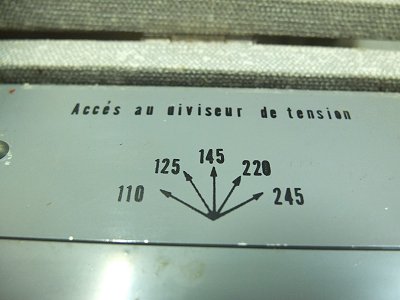 Accés au diviseur de tension
145
125 220
110 245